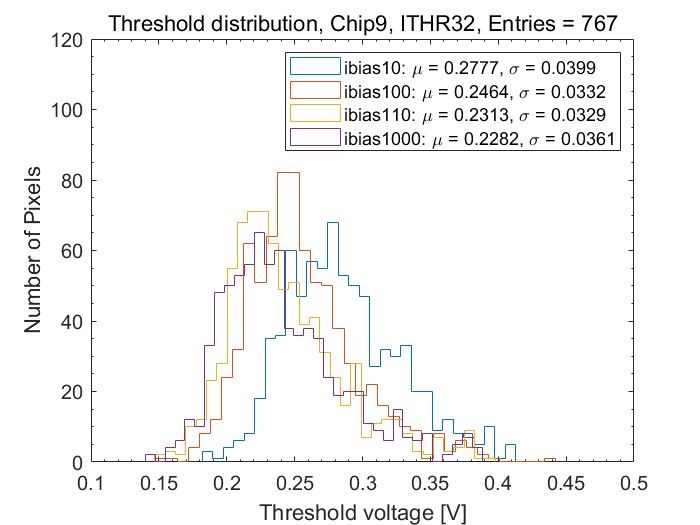 Threshold distribution, Chip9, ITHR32, Entries = 767
120
100
80
60
40
20
0
Number of Pixels
ibias10: μ = 0.2777, σ = 0.0399
ibias100: μ = 0.2464, σ = 0.0332
ibias110: μ = 0.2313, σ = 0.0329
ibias1000: μ = 0.2282, σ = 0.0361
0.1 0.15 0.2 0.25 0.3 0.35 0.4 0.45 0.5
Threshold voltage [V]